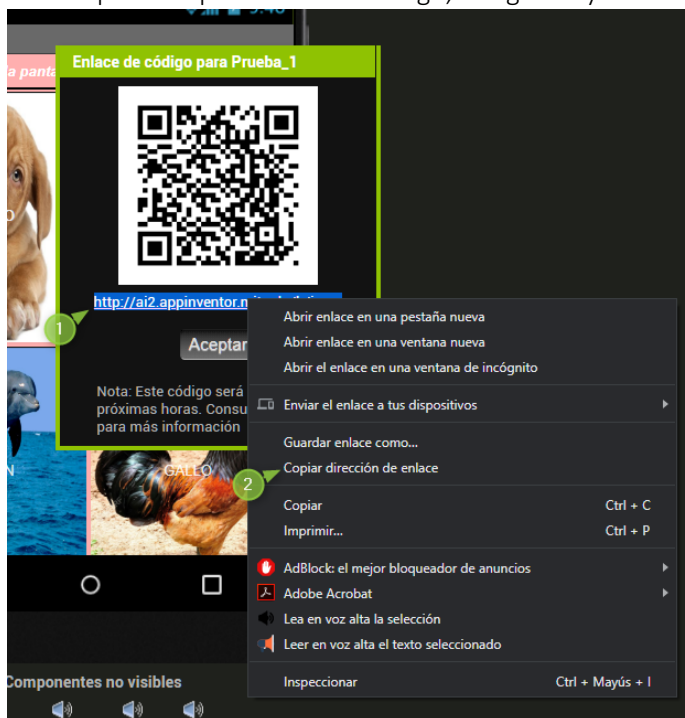 Enlace de código para Prueba_1
la panta
http://ai2.appinventor.
1
Aceptar
Nota: Este código será
próximas horas. Consu
para más información
GALLO
2
Abrir enlace en una pestaña nueva
Abrir enlace en una ventana nueva
Abrir el enlace en una ventana de incógnito
Enviar el enlace a tus dispositivos
Guardar enlace como...
Copiar dirección de enlace
Copiar Ctrl + C
Imprimir... Ctrl + P
AdBlock: el mejor bloqueador de anuncios
Adobe Acrobat
Lea en voz alta la selección
Leer en voz alta el texto seleccionado
Inspeccionar Ctrl + Mayús + I
Componentes no visibles